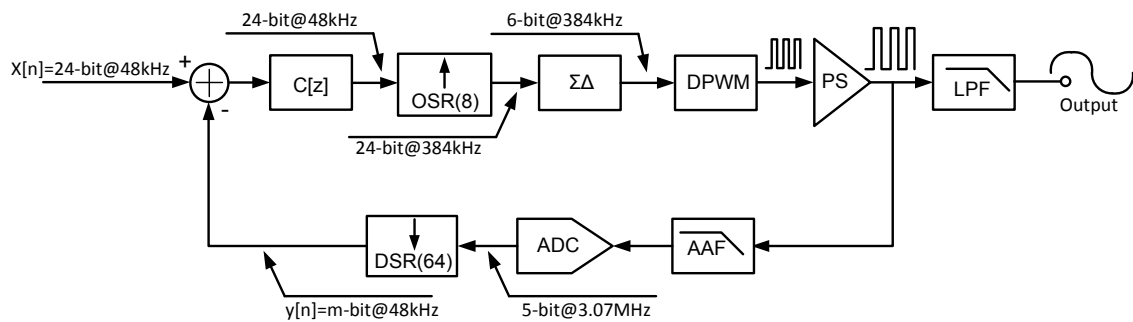 24-bit@48kHz
6-bit@384kHz
X[n]=24-bit@48kHz
+
-
C[z]
OSR(8)
ΣΔ
DPWM
PS
LPF
Output
24-bit@384kHz
DSR(64)
ADC
AAF
y[n]=m-bit@48kHz
5-bit@3.07MHz